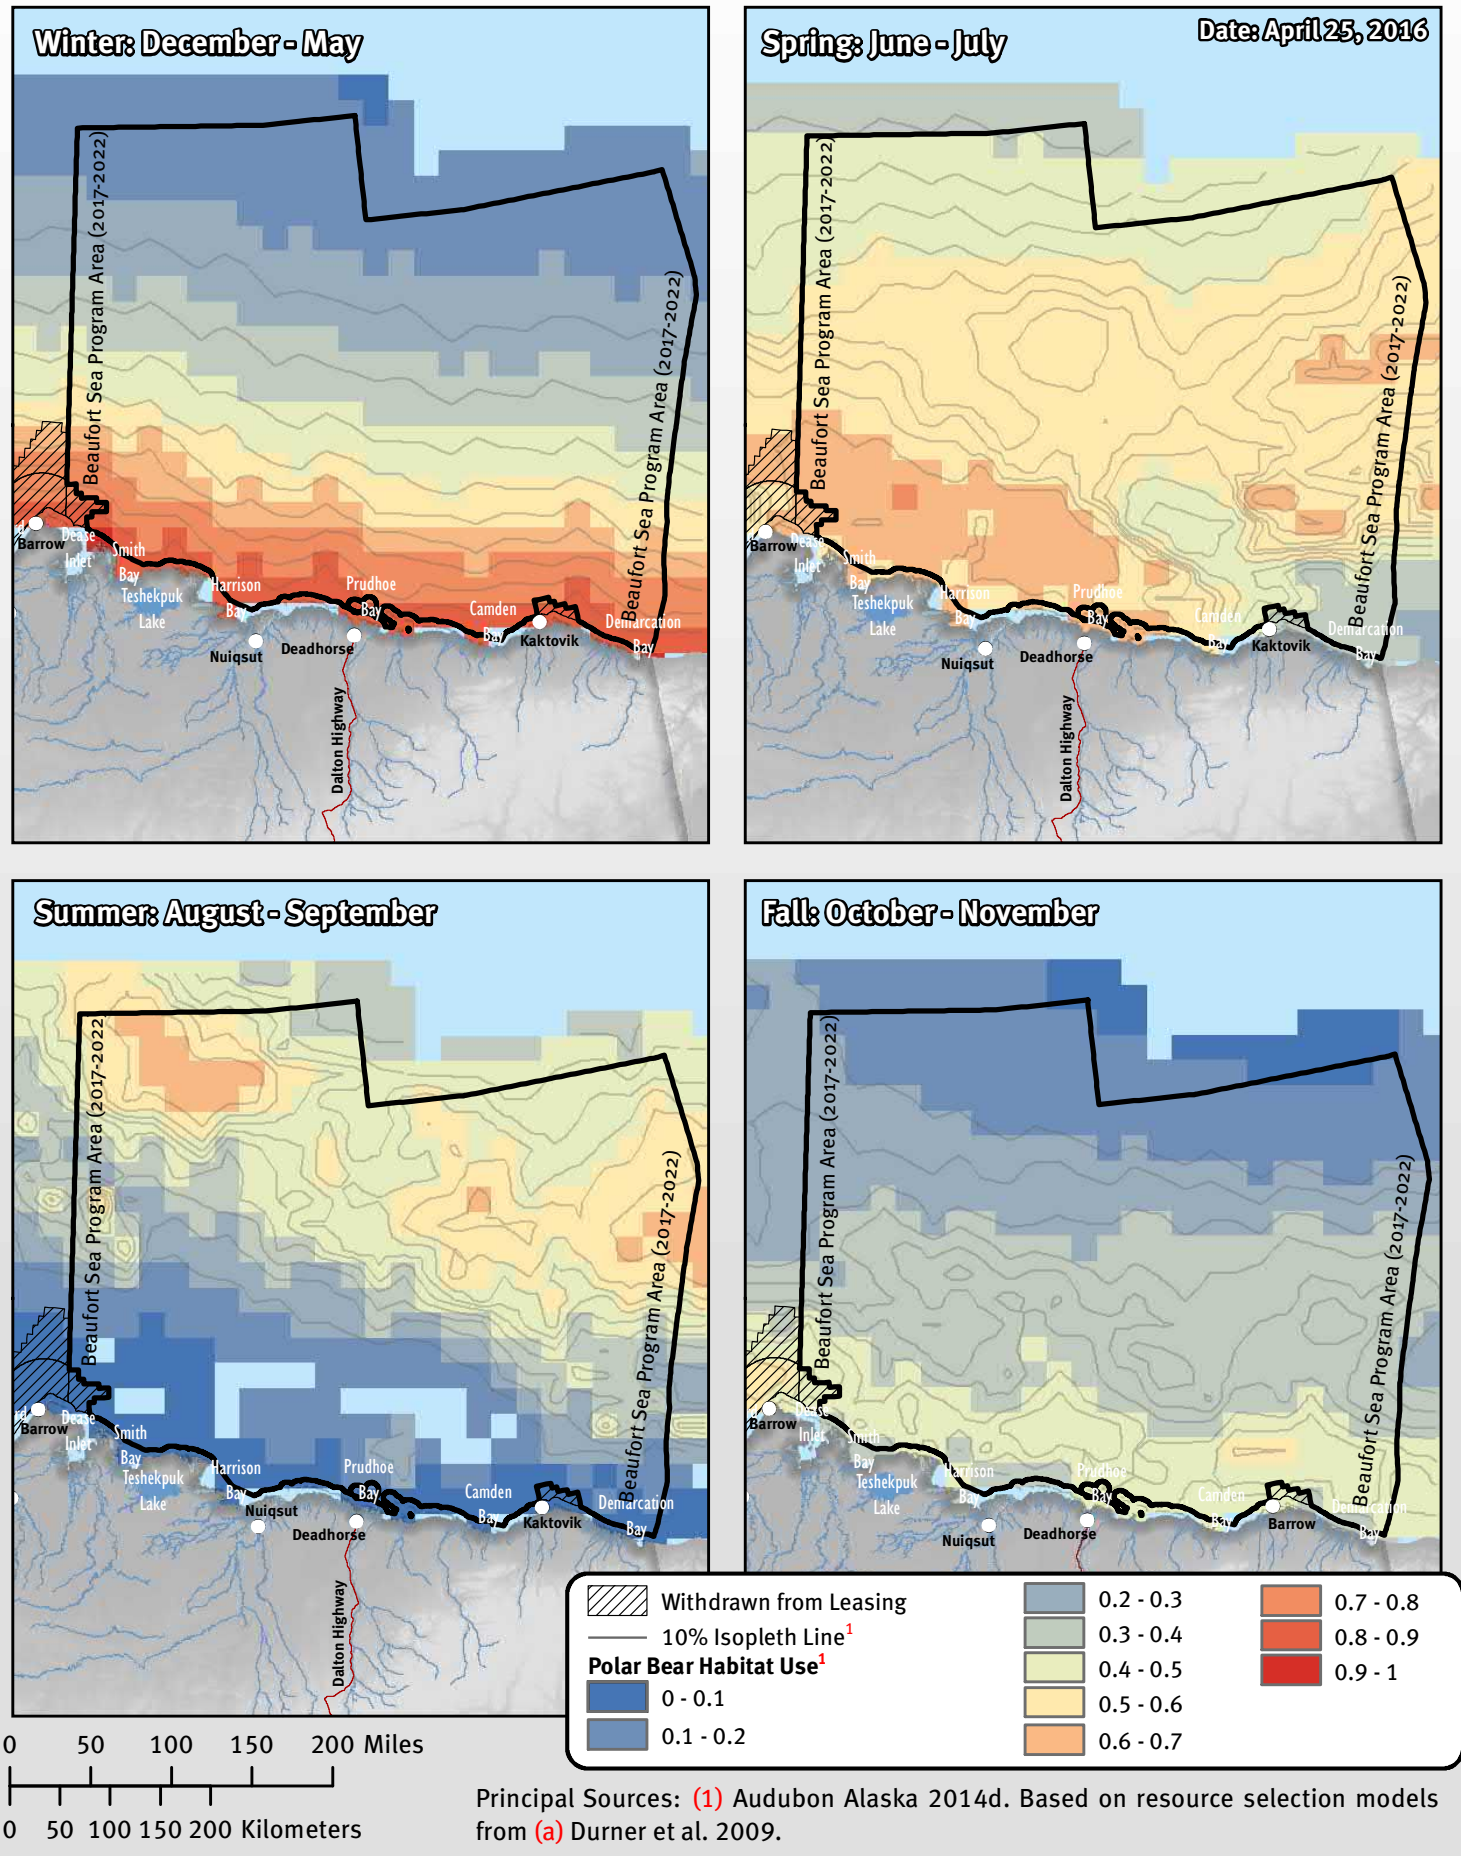 Winter: December - May
Beaufort Sea Program Area (2017-2022)
Beaufort Sea Program Area (2017-2022)
Barrow
Dease
Inlet
Smith
Bay
Teshekpuk
Lake
Harrison
Bay
Nuiqsut
Prudhoe
Bay
Deadhorse
Dalton Highway
Camden
Bay
Kaktovik
Demarcation
Bay
Spring: June - July
Date: April 25, 2016
Beaufort Sea Program Area (2017-2022)
Beaufort Sea Program Area (2017-2022)
Barrow
Dease
Inlet
Smith
Bay
Teshekpuk
Lake
Harrison
Bay
Nuiqsut
Prudhoe
Bay
Deadhorse
Dalton Highway
Camden
Bay
Kaktovik
Demarcation
Bay
Summer: August - September
Beaufort Sea Program Area (2017-2022)
Beaufort Sea Program Area (2017-2022)
Barrow
Dease
Inlet
Smith
Bay
Teshekpuk
Lake
Harrison
Bay
Nuiqsut
Prudhoe
Bay
Deadhorse
Dalton Highway
Camden
Bay
Kaktovik
Demarcation
Bay
Fall: October - November
Beaufort Sea Program Area (2017-2022)
Beaufort Sea Program Area (2017-2022)
Barrow
Dease
Inlet
Smith
Bay
Teshekpuk
Lake
Harrison
Bay
Nuiqsut
Prudhoe
Bay
Deadhorse
Camden
Bay
Barrow
Demarcation
Bay
Withdrawn from Leasing
10% Isopleth Line1
Polar Bear Habitat Use1
0 - 0.1
0.1 - 0.2
0.2 - 0.3
0.3 - 0.4
0.4 - 0.5
0.5 - 0.6
0.6 - 0.7
0.7 - 0.8
0.8 - 0.9
0.9 - 1
0 50 100 150 200 Miles
0 50 100 150 200 Kilometers
Principal Sources: (1) Audubon Alaska 2014d. Based on resource selection models
from (a) Durner et al. 2009.